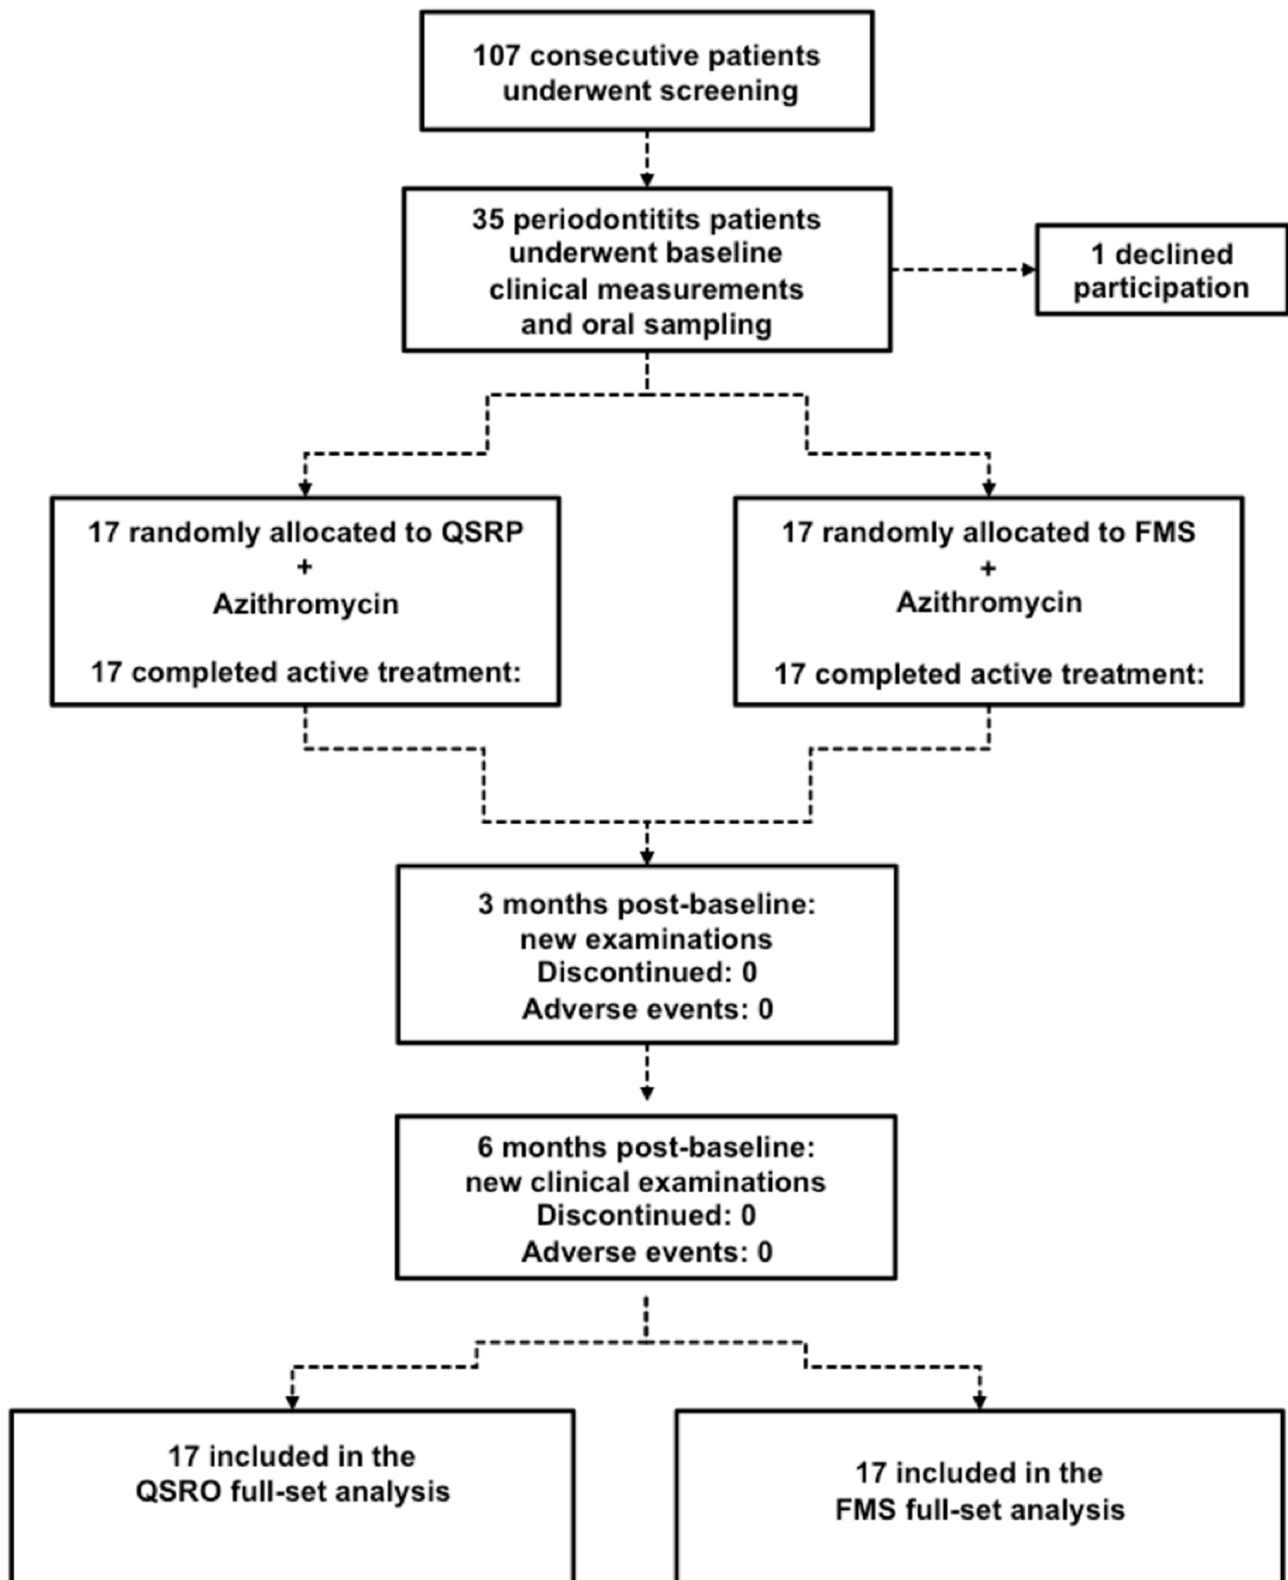 107 consecutive patients
underwent screening
35 periodontitits patients
underwent baseline
clinical measurements
and oral sampling
1 declined
participation
17 randomly allocated to QSRP
+
Azithromycin
17 completed active treatment:
17 randomly allocated to FMS
+
Azithromycin
17 completed active treatment:
3 months post-baseline:
new examinations
Discontinued: 0
Adverse events: 0
6 months post-baseline:
new clinical examinations
Discontinued: 0
Adverse events: 0
17 included in the
QSRO full-set analysis
17 included in the
FMS full-set analysis